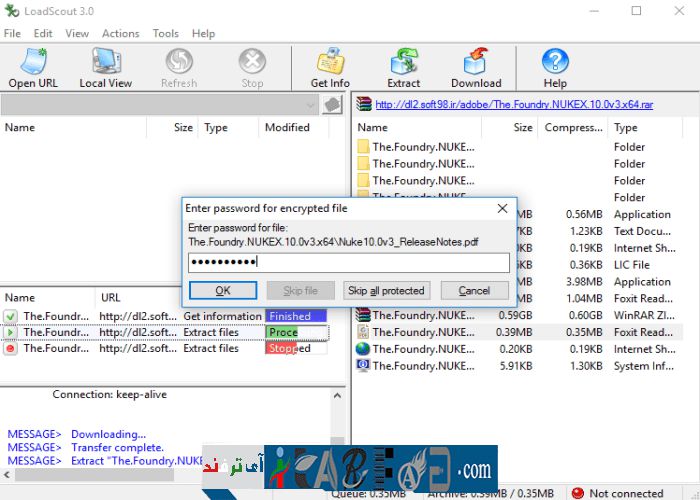 LoadScout 3.0
File Edit View Actions Tools Help
Open URL Local View Refresh Stop Get Info Extract Download Help
http://dl2.soft98.ir/adobe/The.Foundry.NUKEX.10.0v3.x64.rar
Name Size Type Modified
Name Size Compress... Type
The.Foundry.NUKE... Folder
The.Foundry.NUKE... Folder
The.Foundry.NUKE... Folder
Folder
Enter password for encrypted file
Enter password for file:
The.Foundry.NUKEX.10.0v3.x64\Nuke10.0v3_ReleaseNotes.pdf
OK Skip file Skip all protected Cancel
MB 0.56MB Application
KB 1.23KB Text Docu...
KB 0.19KB Internet Sh...
KB 0.36KB LIC File
MB 3.98MB Application
MB 1.04MB Foxit Read...
The.Foundry.NUKE... 0.59GB 0.60GB WinRAR ZI...
The.Foundry.NUKE... 0.39MB 0.35MB Foxit Read...
The.Foundry.NUKE... 0.20KB 0.19KB Internet Sh...
The.Foundry.NUKE... 5.91KB 1.30KB System Inf...
Name URL
The.Foundr... http://dl2.soft... Get information Finished
The.Foundr... http://dl2.soft... Extract files Proce
The.Foundr... http://dl2.soft... Extract files Stopped
Connection: keep-alive
MESSAGE> Downloading...
MESSAGE> Transfer complete.
MESSAGE> Extract "The.Foundry.NUKE
آی ترفند
.com
Queue: 0.35MB Archive: 0.39MB / 0.35MB Not connected